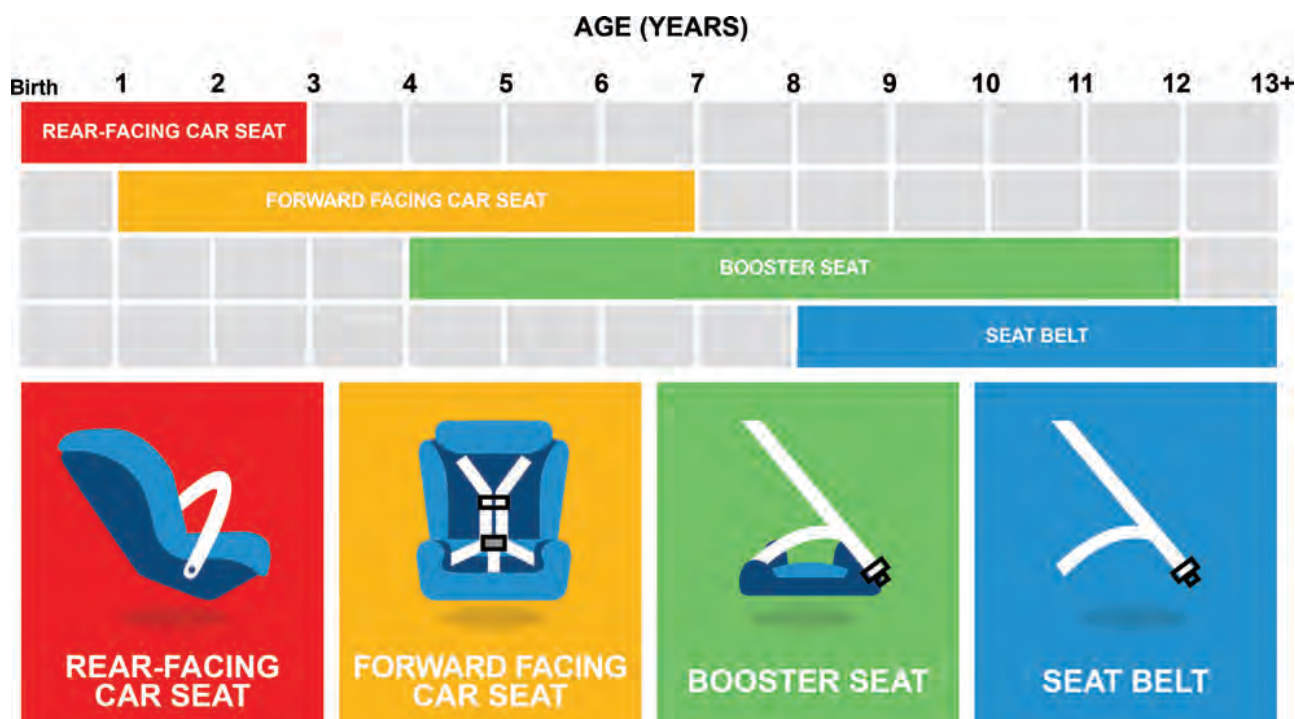 AGE (YEARS)
Birth 1 2 3 4 5 6 7 8 9 10 11 12 13+
REAR-FACING CAR SEAT
FORWARD FACING CAR SEAT
BOOSTER SEAT
SEAT BELT
REAR-FACING
CAR SEAT
FORWARD FACING
CAR SEAT
BOOSTER SEAT
SEAT BELT